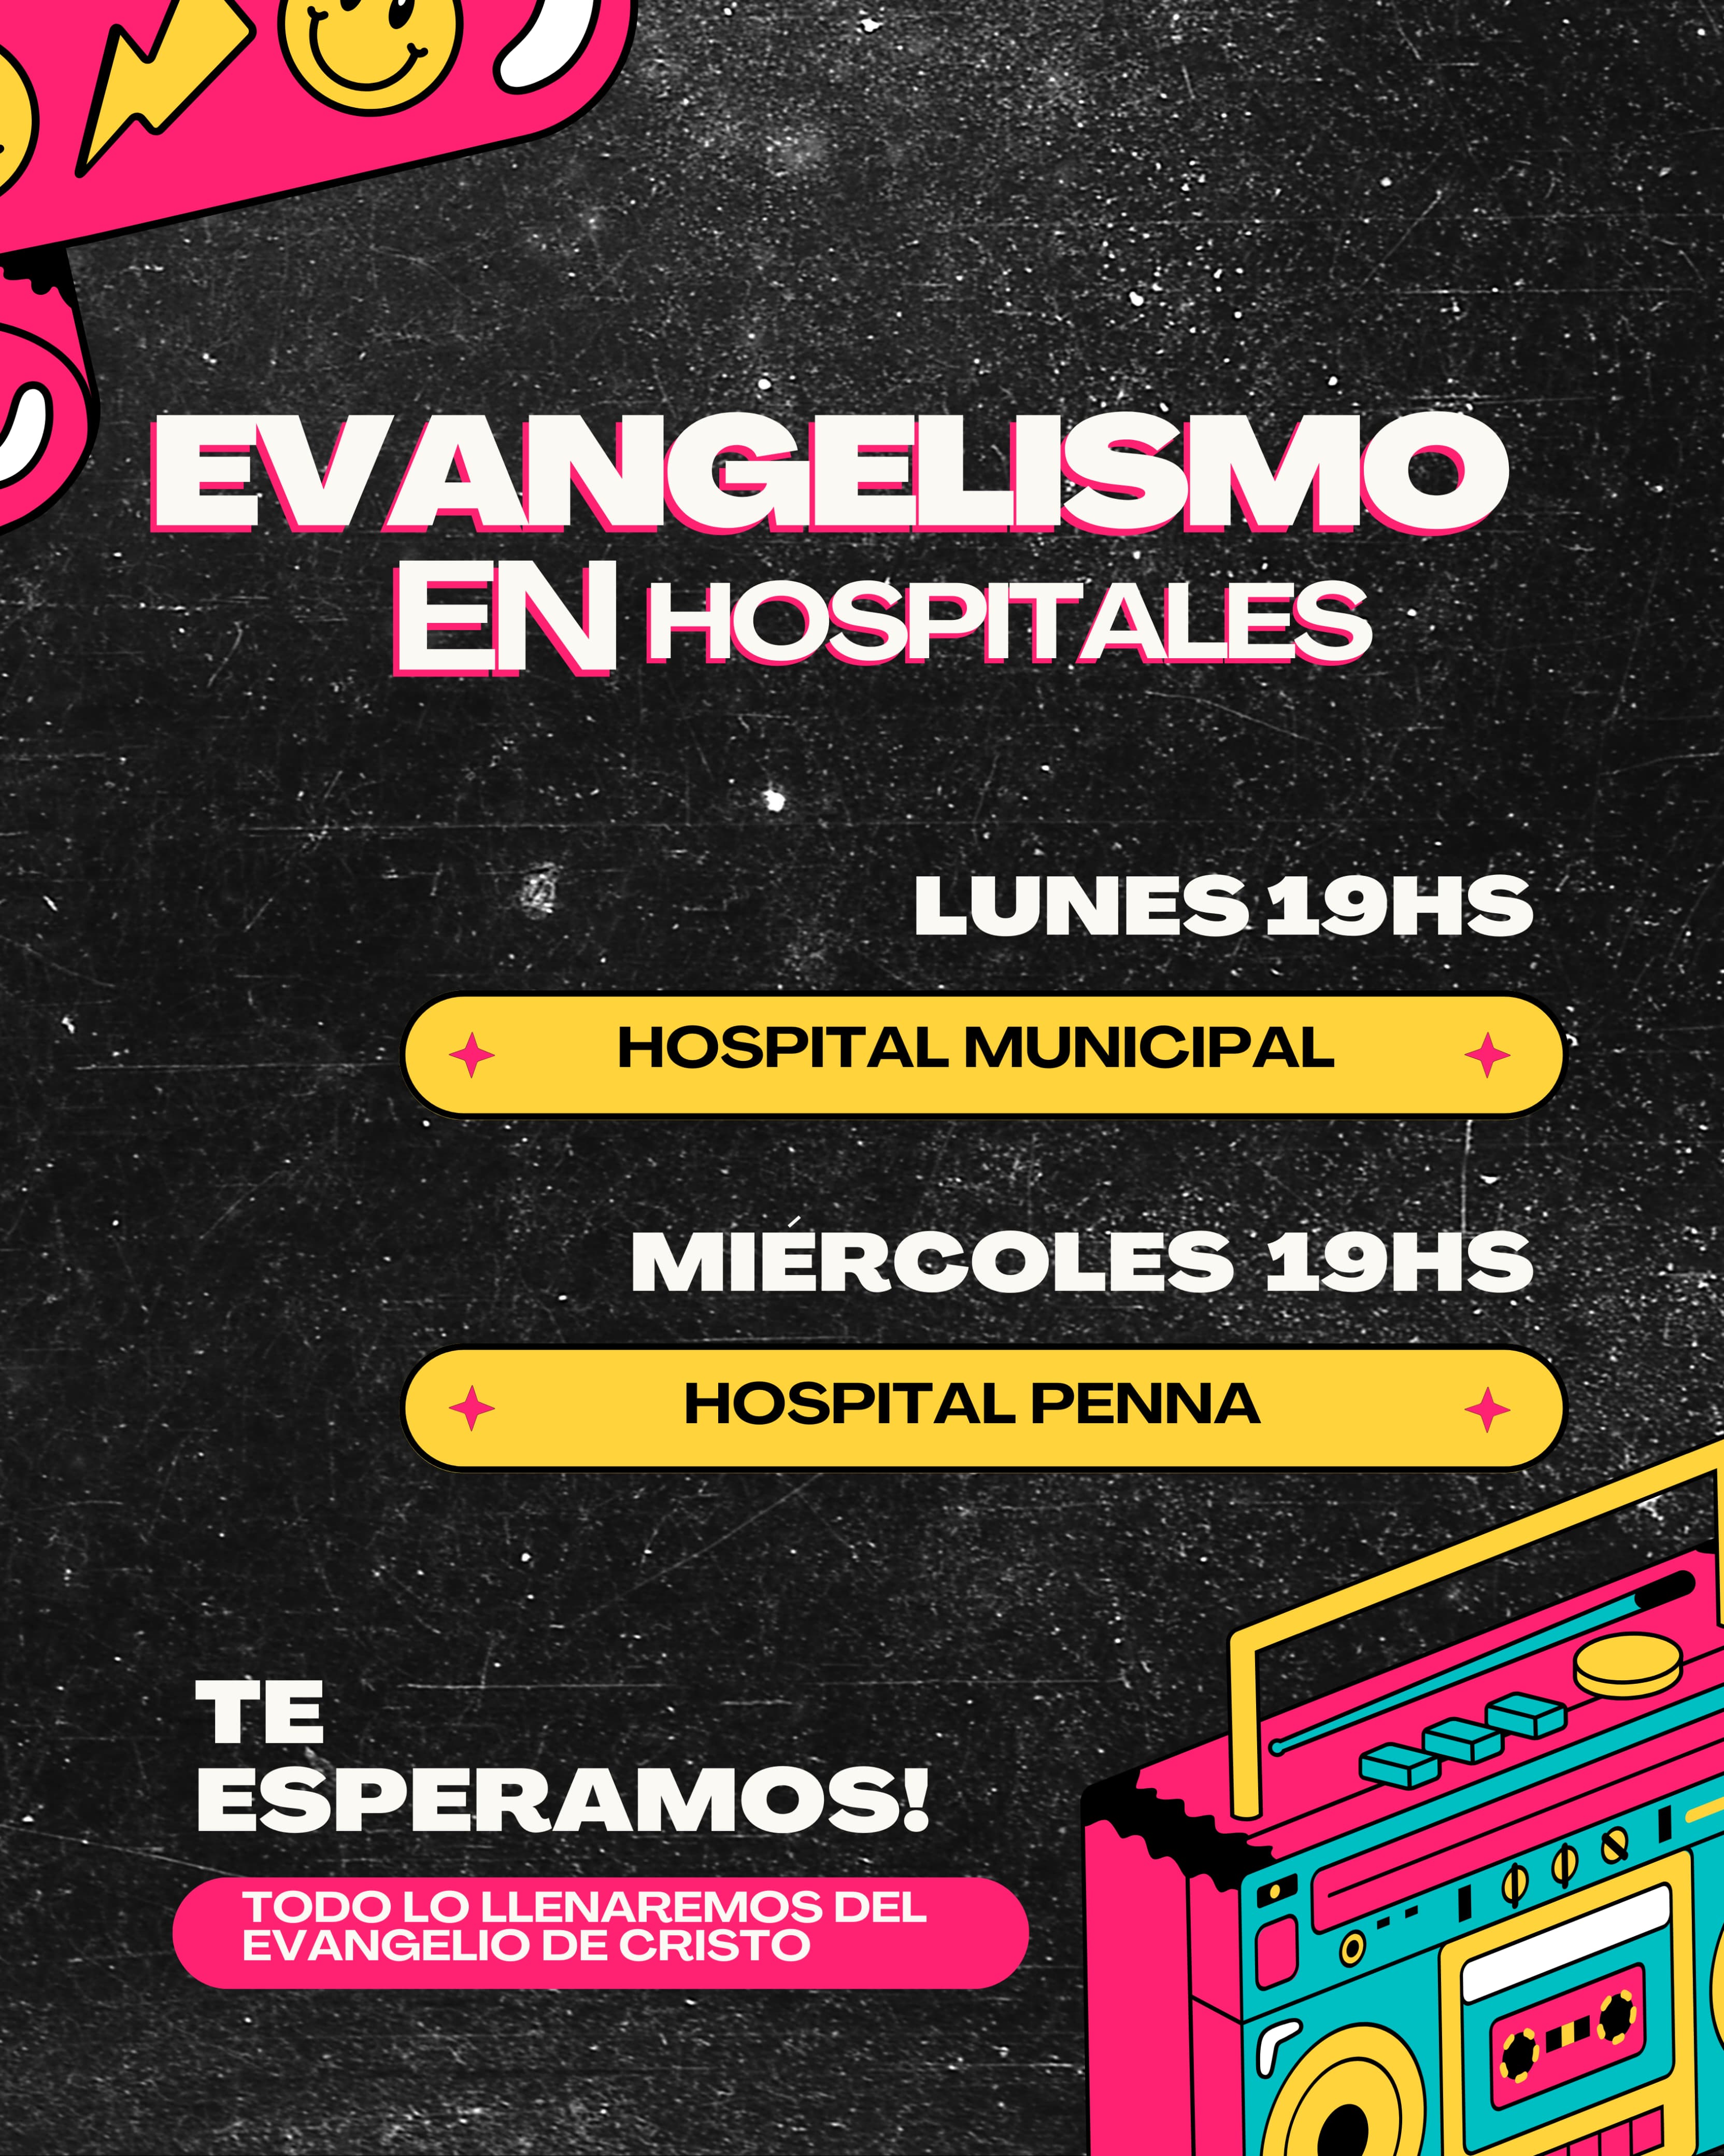 EVANGELISMO
EN HOSPITALES
LUNES 19HS
HOSPITAL MUNICIPAL
MIÉRCOLES 19HS
HOSPITAL PENNA
TE
ESPERAMOS!
TODO LO LLENAREMOS DEL
EVANGELIO DE CRISTO